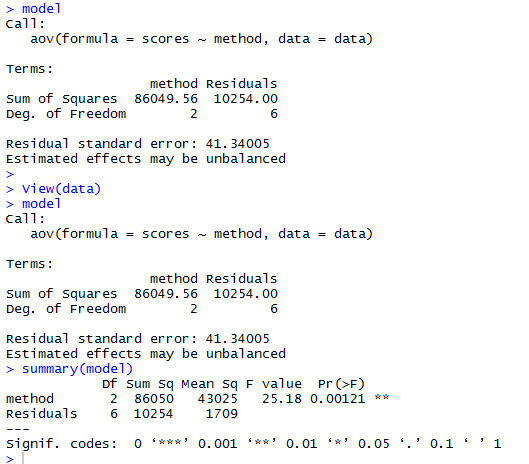 > model
Call:
   aov(formula = scores ~ method, data = data)

Terms:
                  method Residuals
Sum of Squares  86049.56  10254.00
Deg. of Freedom        2         6

Residual standard error: 41.34005
Estimated effects may be unbalanced
>
> View(data)
> model
Call:
   aov(formula = scores ~ method, data = data)

Terms:
                  method Residuals
Sum of Squares  86049.56  10254.00
Deg. of Freedom        2         6

Residual standard error: 41.34005
Estimated effects may be unbalanced
> summary(model)
            Df Sum Sq Mean Sq F value  Pr(>F)
method       2  86050   43025   25.18 0.00121 **
Residuals    6  10254    1709
---
Signif. codes:  0 ‘***’ 0.001 ‘**’ 0.01 ‘*’ 0.05 ‘.’ 0.1 ‘ ’ 1
>